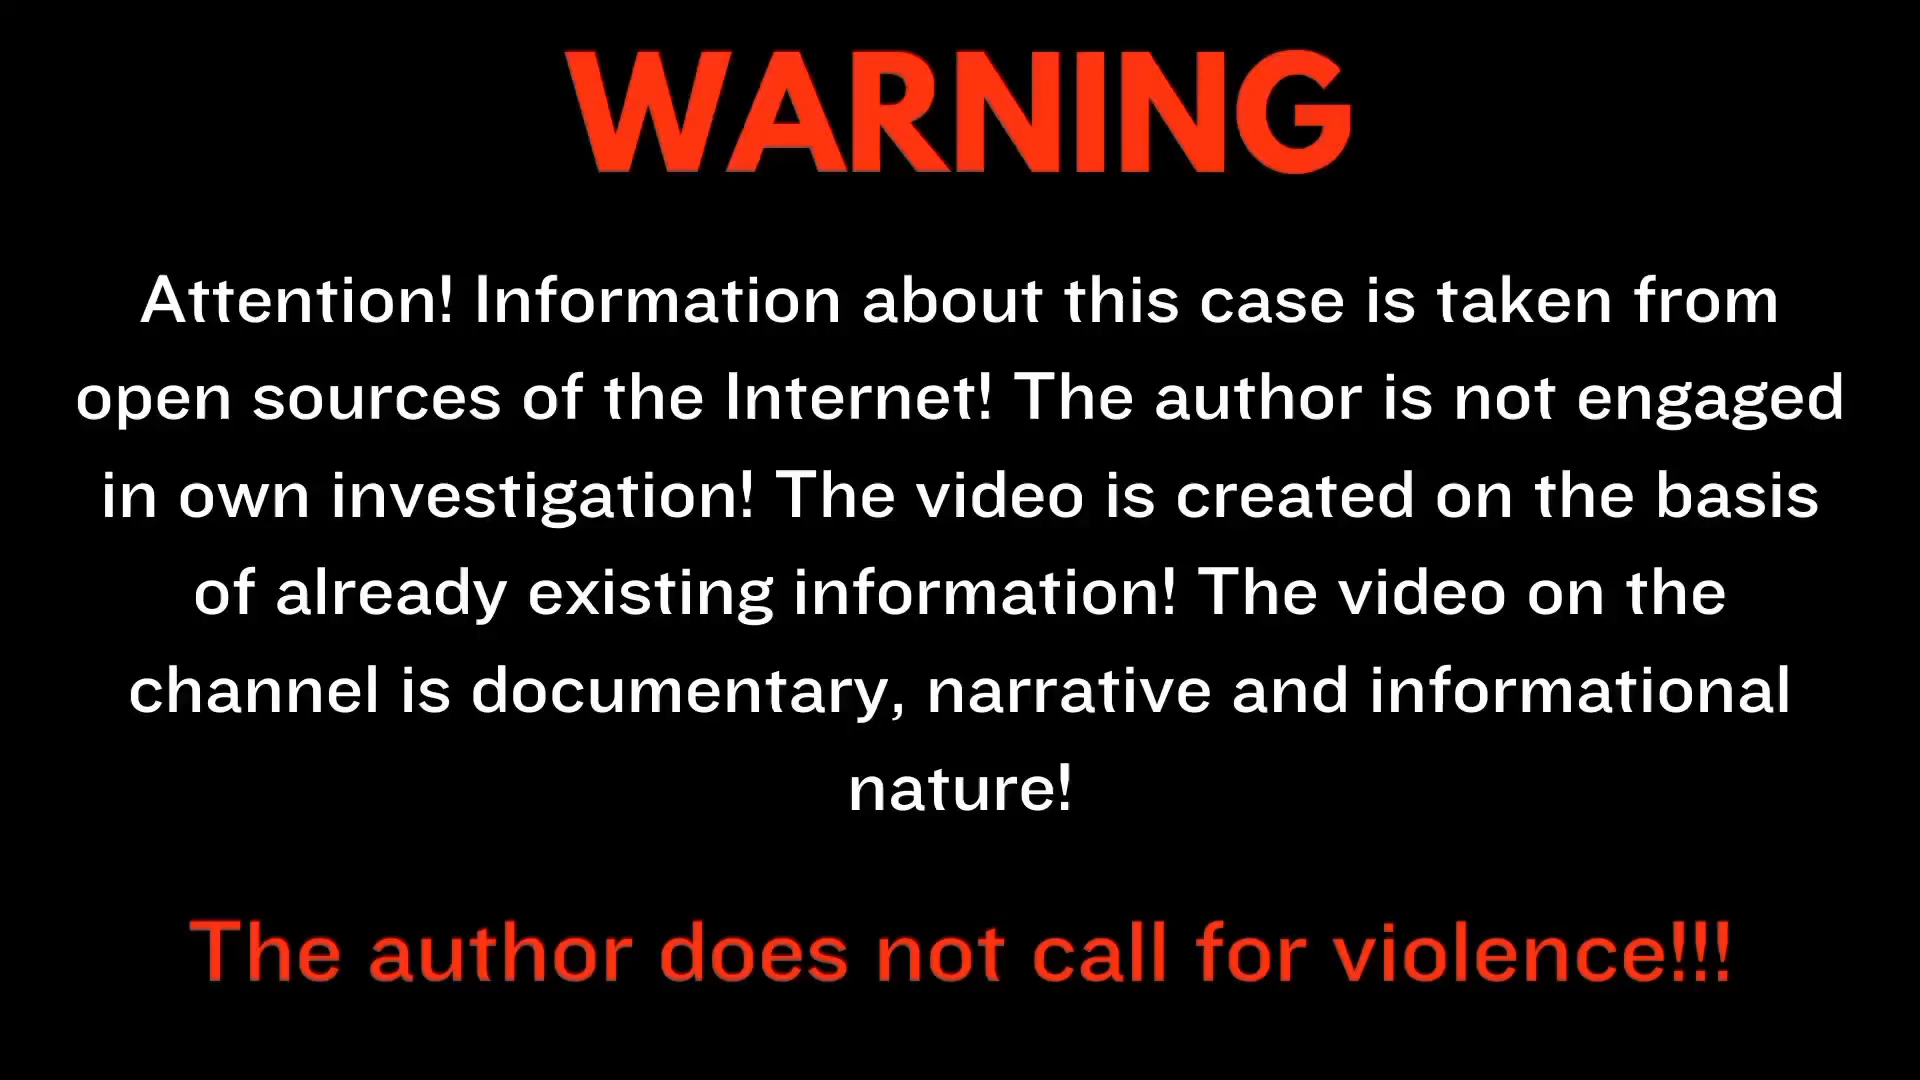 WARNING
Attention! Information about this case is taken from
open sources of the Internet! The author is not engaged
in own investigation! The video is created on the basis
of already existing information! The video on the
channel is documentary, narrative and informational
nature!
The author does not call for violence!!!